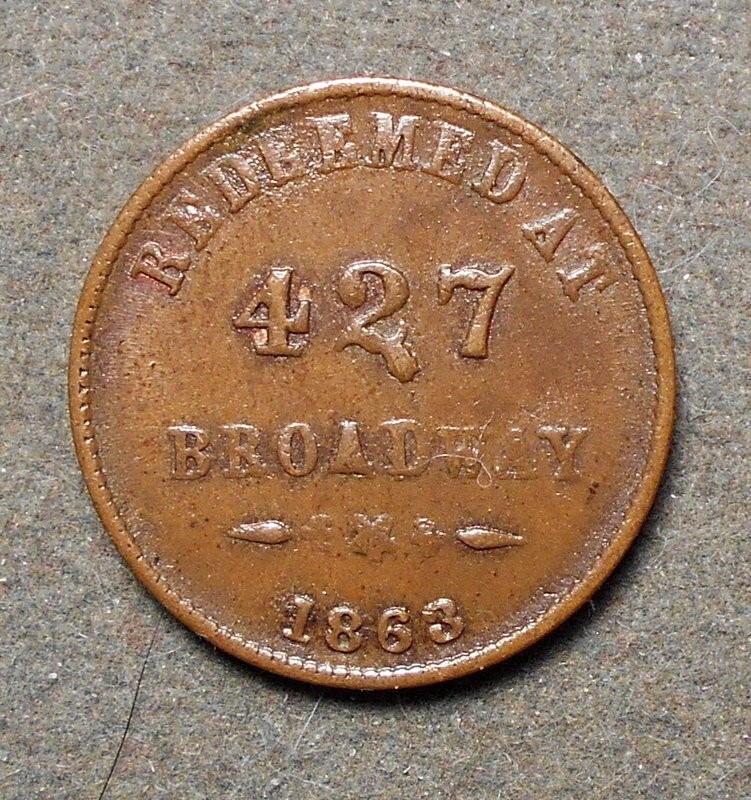 REDEEMED AT
427
BROADWAY
1863